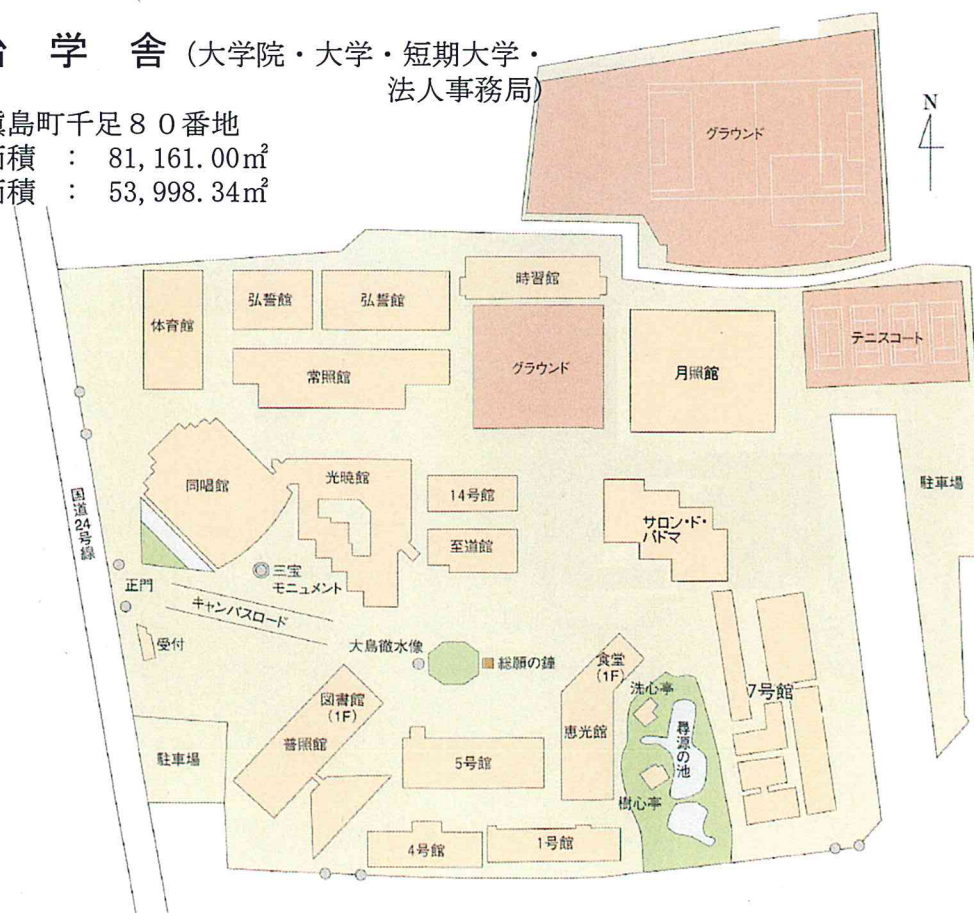 学舎(大学院・大学・短期大学・
法人事務局)
島町千足80番地
積 : 81,161.00㎡
積 : 53,998.34㎡
グラウンド
N
体育館
弘誓館
弘誓館
時習館
常照館
グラウンド
月照館
テニスコート
同唱館
光暁館
14号館
至道館
サロン・ド・
パドマ
駐車場
国道24号線
三宝
モニュメント
正門
キャンパスロード
受付
大鳥徹水像
総願の鐘
食堂
(1F)
洗心亭
7号館
図書館
(1F)
普照館
駐車場
5号館
恵光館
尋源の池
樹心亭
4号館
1号館